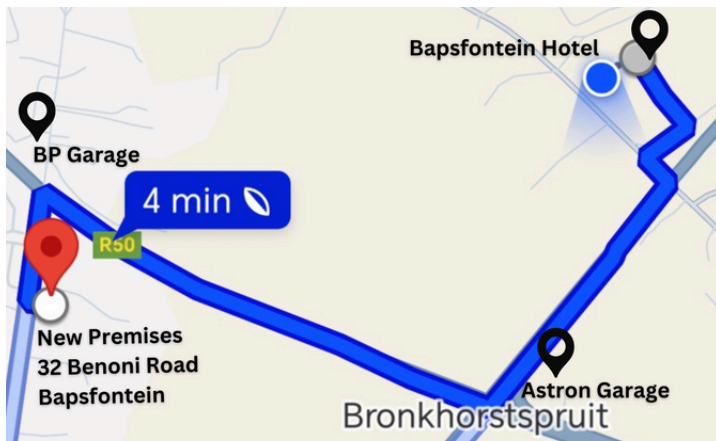 Bapsfontein Hotel
BP Garage
4 min
R50
New Premises
32 Benoni Road
Bapsfontein
Astron Garage
Bronkhorstspruit